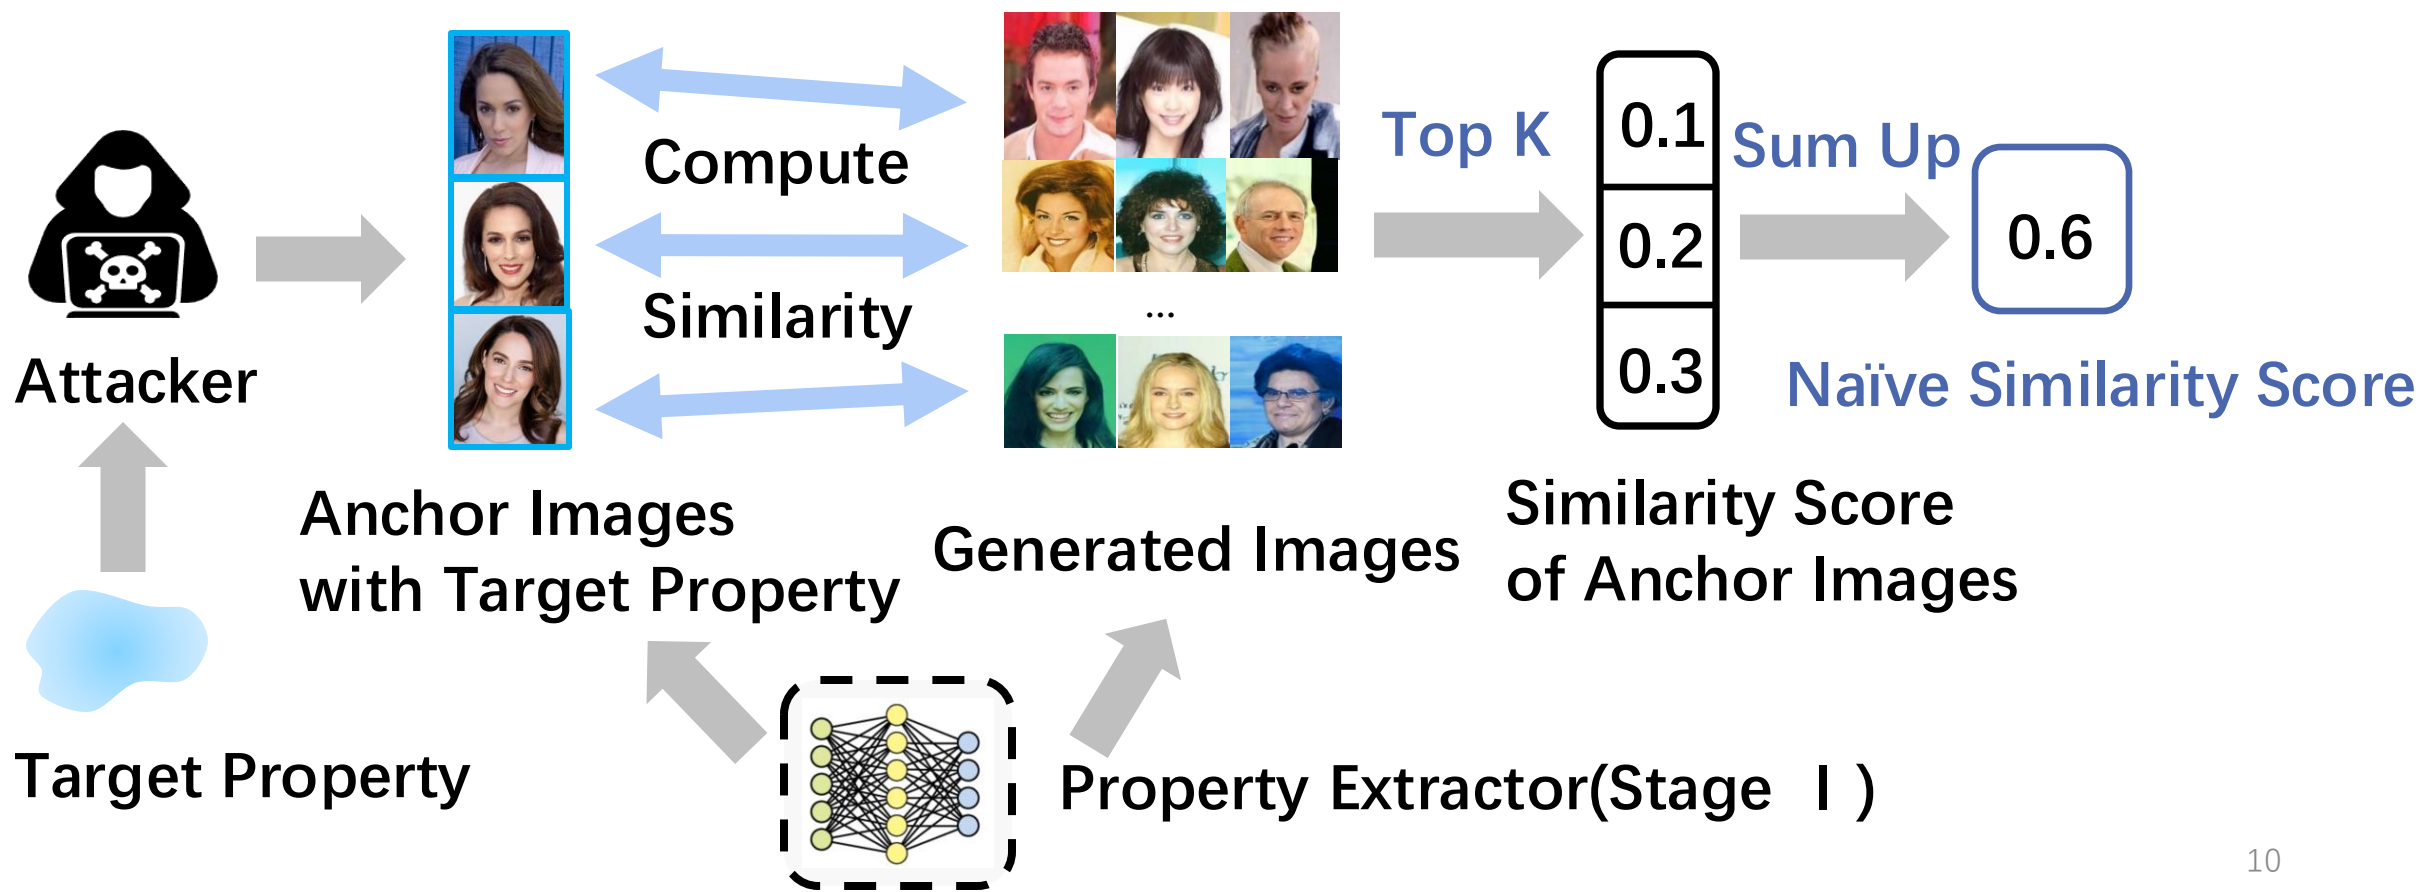 Attacker
Target Property
Compute
Similarity
Anchor Images
with Target Property
...
Generated Images
Property Extractor(Stage Ⅰ)
Top K
0.1
0.2
0.3
Similarity Score
of Anchor Images
Sum Up
0.6
Naïve Similarity Score
10